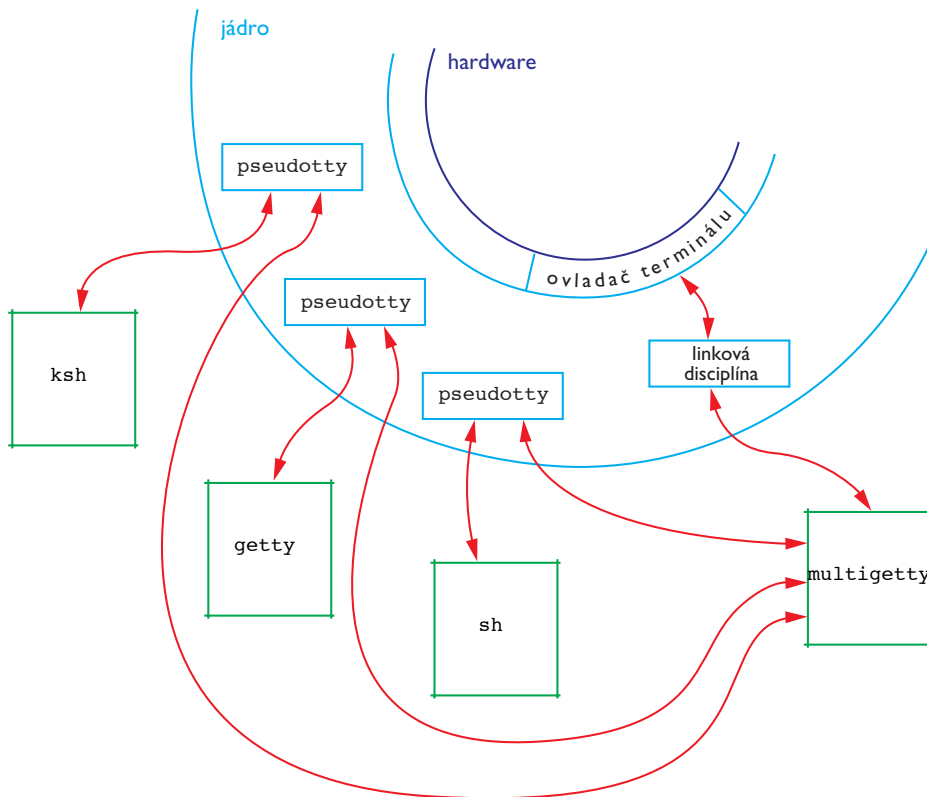 jádro
hardware
pseudotty
ovladač terminálu
pseudotty
linková
disciplína
ksh
pseudotty
getty
multigetty
sh